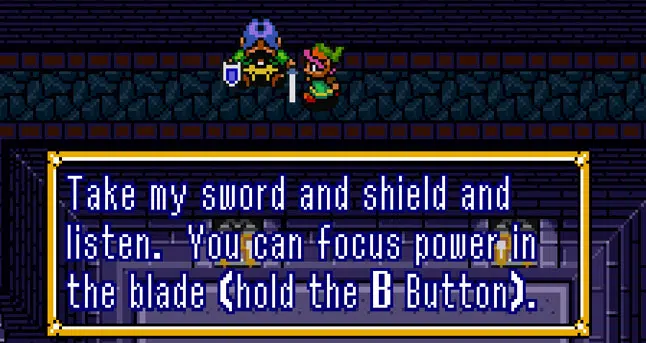 Take my sword and shield and
listen. You can focus power in
the blade (hold the B Button).